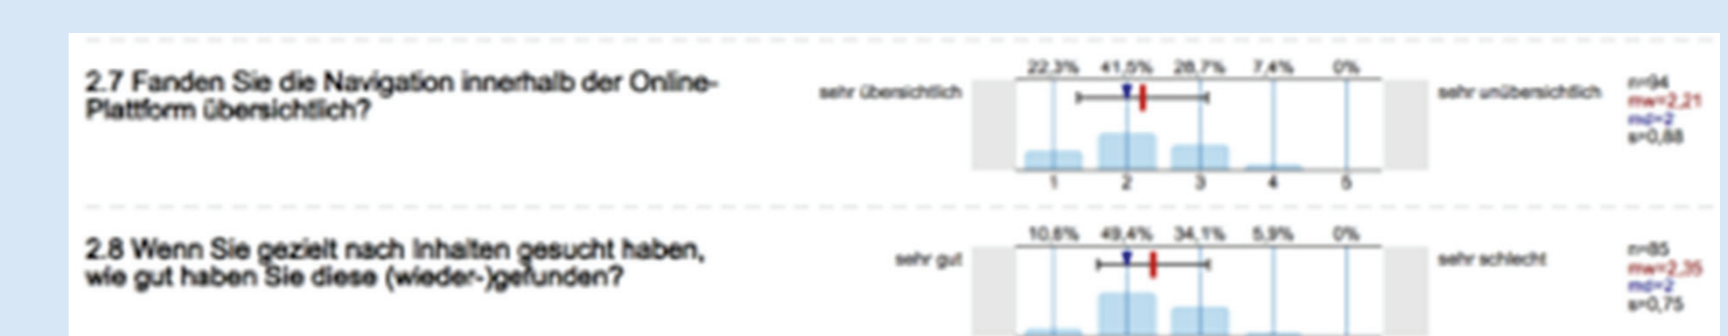 2.7 Fanden Sie die Navigation innerhalb der Online-
Plattform übersichtlich?
sehr übersichtlich
22,3% 41,5% 28,7% 7,4% 0%
1 2 3 4 5
sehr unübersichtlich
n=94
mw=2,21
md=2
s=0,88
2.8 Wenn Sie gezielt nach Inhalten gesucht haben,
wie gut haben Sie diese (wieder-)gefunden?
sehr gut
10,6% 49,4% 34,1% 5,9% 0%
sehr schlecht
n=85
mw=2,35
md=2
s=0,75